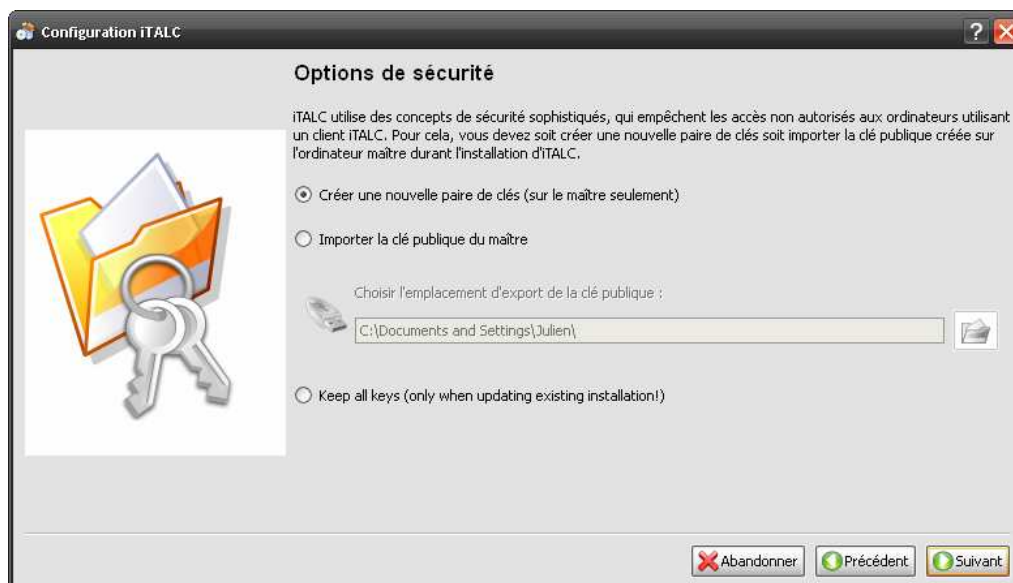 Configuration iTALC
Options de sécurité
iTALC utilise des concepts de sécurité sophistiqués, qui empêchent les accès non autorisés aux ordinateurs utilisant
un client iTALC. Pour cela, vous devez soit créer une nouvelle paire de clés soit importer la clé publique créée sur
l'ordinateur maître durant l'installation d'iTALC.
Créer une nouvelle paire de clés (sur le maître seulement)
Importer la clé publique du maître
Choisir l'emplacement d'export de la clé publique :
C:\Documents and Settings\Julien\
Keep all keys (only when updating existing installation!)
Abandonner
Précédent
Suivant